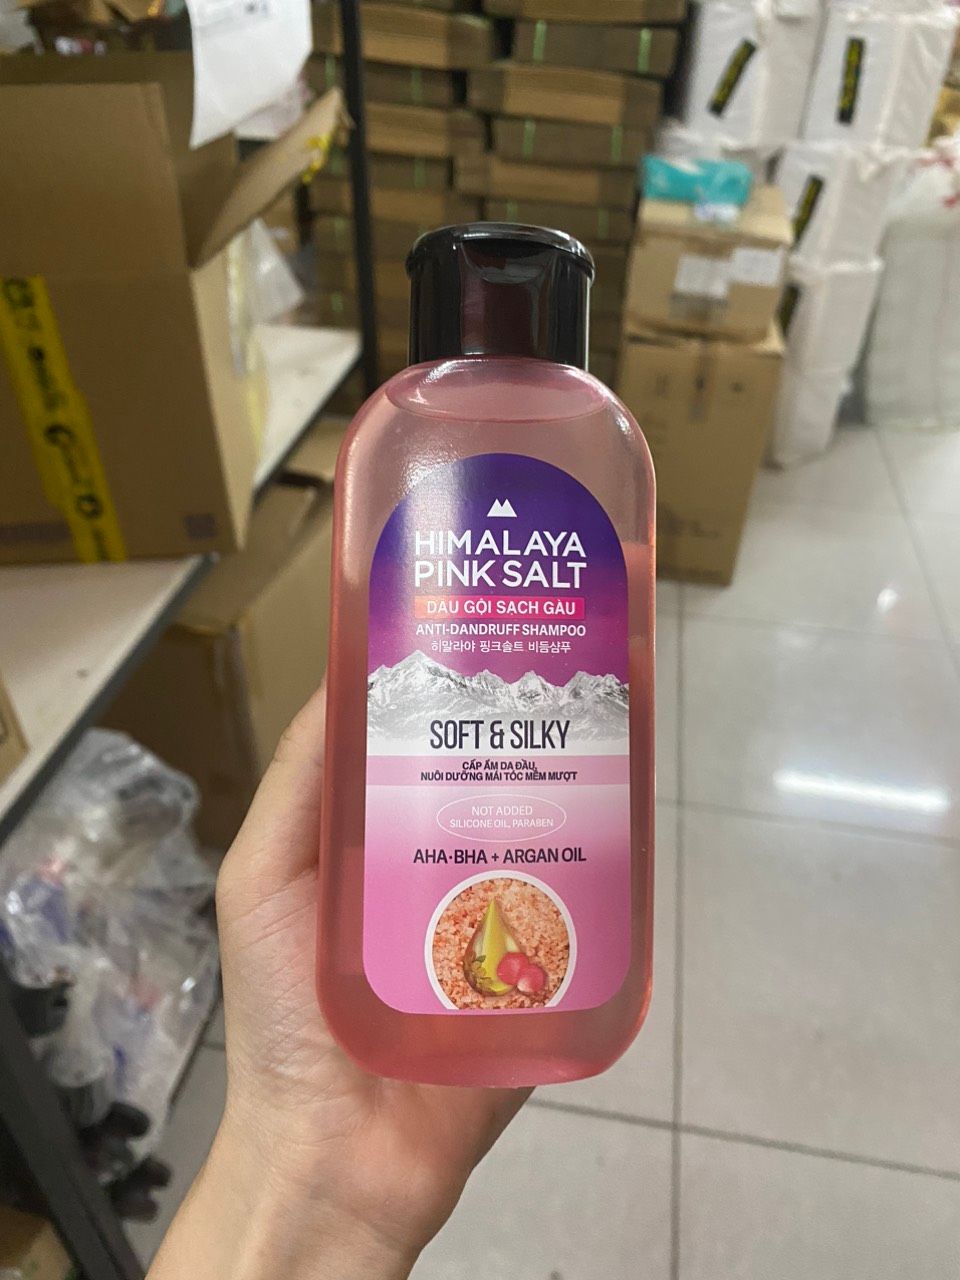 HIMALAYA
PINK SALT
DẦU GỘI SẠCH GÀU
ANTI-DANDRUFF SHAMPOO
히말라야 핑크솔트 비듬샴푸
SOFT & SILKY
CẤP ẨM DA ĐẦU,
NUÔI DƯỠNG MÁI TÓC MỀM MƯỢT
NOT ADDED
SILICONE OIL, PARABEN
AHA·BHA + ARGAN OIL